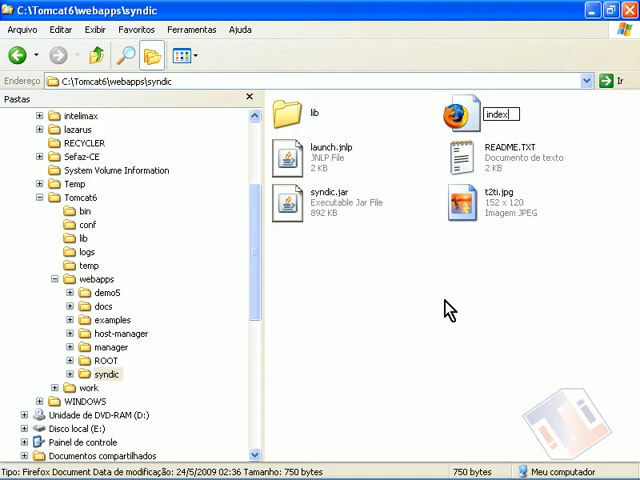 C:\Tomcat6\webapps\syndic
Arquivo Editar Exibir Favoritos Ferramentas Ajuda
Endereço C:\Tomcat6\webapps\syndic Ir
Pastas
intelimax
lazarus
RECYCLER
Sefaz-CE
System Volume Information
Temp
Tomcat6
bin
conf
lib
logs
temp
webapps
demo5
docs
examples
host-manager
manager
ROOT
syndic
work
WINDOWS
Unidade de DVD-RAM (D:)
Disco local (E:)
Painel de controle
Documentos compartilhados
lib
index
launch.jnlp
JNLP File
2 KB
README.TXT
Documento de texto
2 KB
syndic.jar
Executable Jar File
892 KB
t2ti.jpg
152 x 120
Imagem JPEG
Tipo: Firefox Document Data de modificação: 24/5/2009 02:36 Tamanho: 750 bytes 750 bytes Meu computador